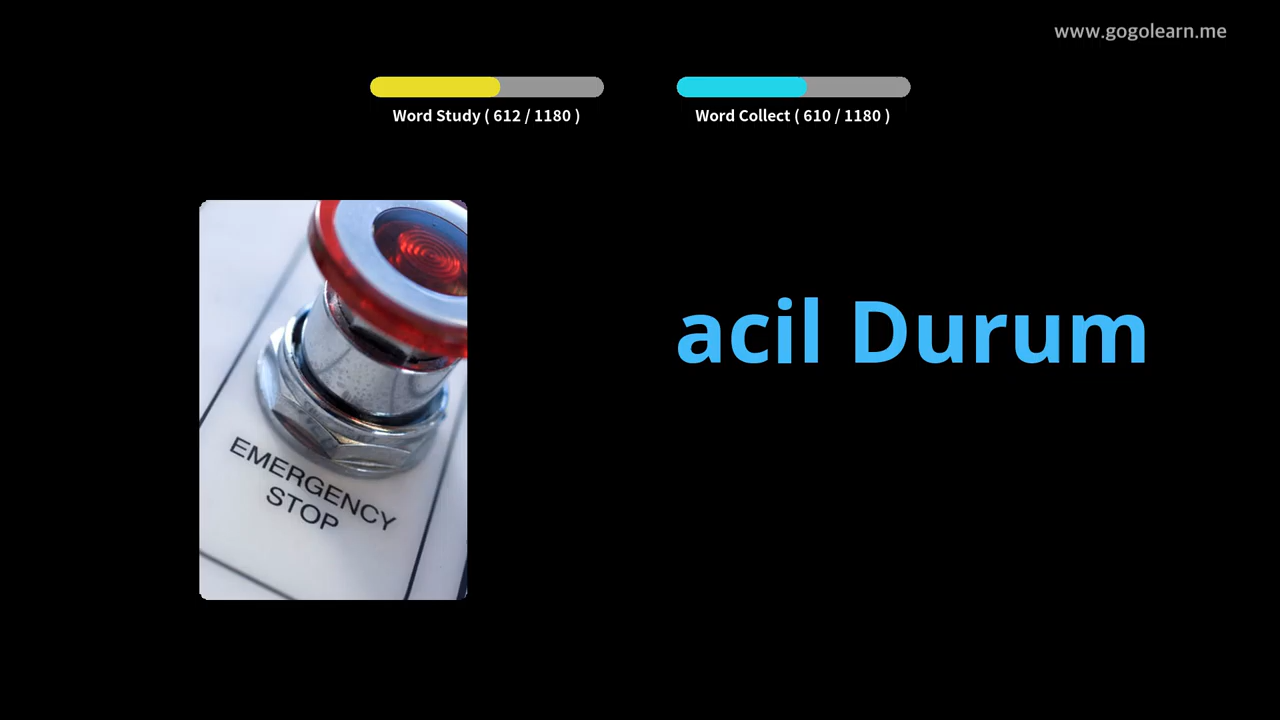 www.gogolearn.me
Word Study ( 612 / 1180 )
Word Collect ( 610 / 1180 )
acil Durum
EMERGENCY
STOP